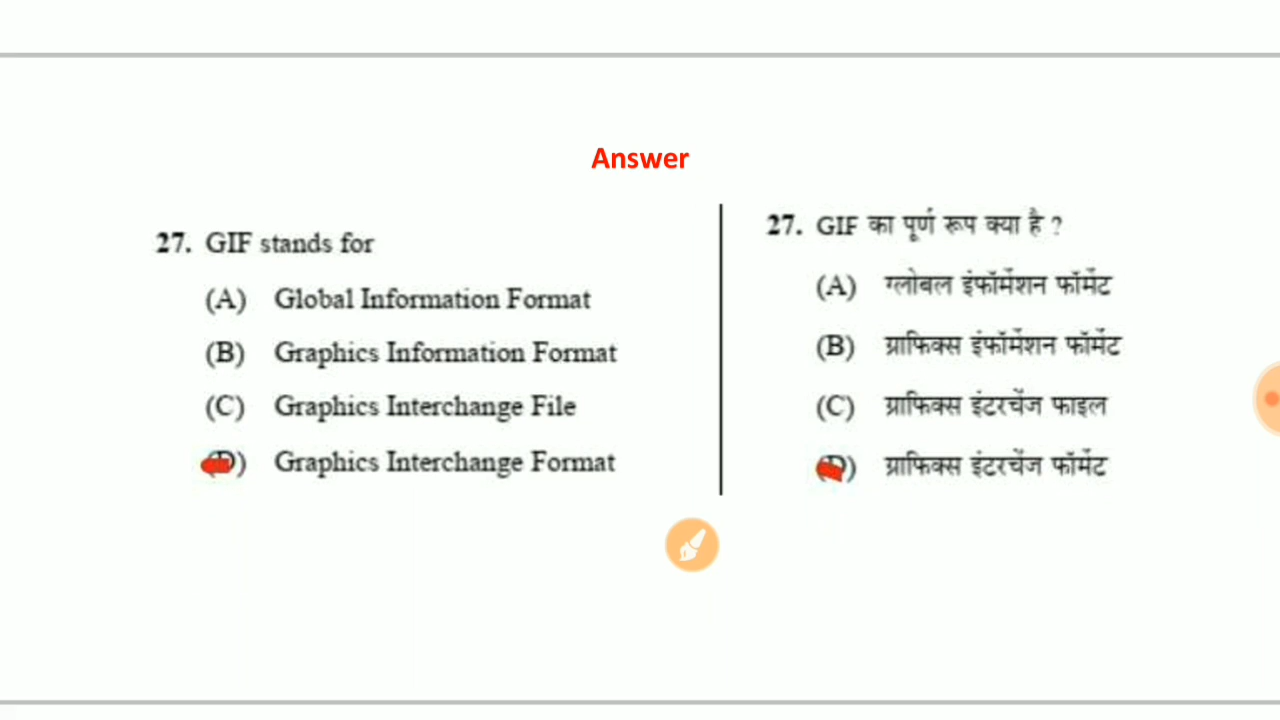 Answer
27. GIF stands for
(A) Global Information Format
(B) Graphics Information Format
(C) Graphics Interchange File
(D) Graphics Interchange Format
27. GIF का पूर्ण रूप क्या है ?
(A) ग्लोबल इंफॉर्मेशन फॉर्मेट
(B) ग्राफिक्स इंफॉर्मेशन फॉर्मेट
(C) ग्राफिक्स इंटरचेंज फाइल
(D) ग्राफिक्स इंटरचेंज फॉर्मेट